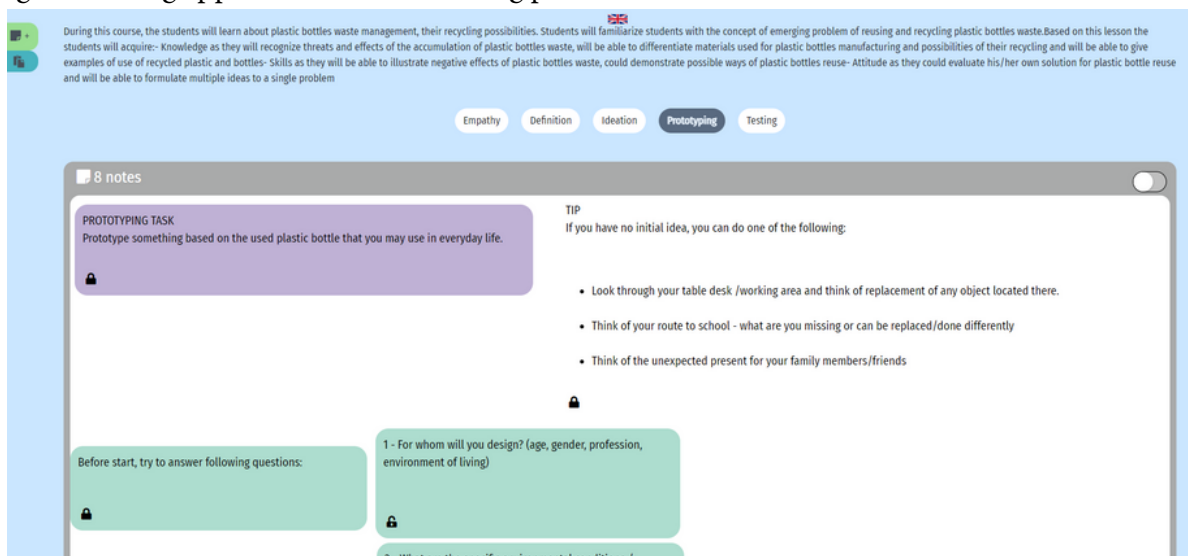 During this course, the students will learn about plastic bottles waste management, their recycling possibilities. Students will familiarize students with the concept of emerging problem of reusing and recycling plastic bottles waste.Based on this lesson the
students will acquire:- Knowledge as they will recognize threats and effects of the accumulation of plastic bottles waste, will be able to differentiate materials used for plastic bottles manufacturing and possibilities of their recycling and will be able to give
examples of use of recycled plastic and bottles- Skills as they will be able to illustrate negative effects of plastic bottles waste, could demonstrate possible ways of plastic bottles reuse- Attitude as they could evaluate his/her own solution for plastic bottle reuse
and will be able to formulate multiple ideas to a single problem
Empathy Definition Ideation Prototyping Testing
8 notes
PROTOTYPING TASK
Prototype something based on the used plastic bottle that you may use in everyday life.
TIP
If you have no initial idea, you can do one of the following:
• Look through your table desk /working area and think of replacement of any object located there.
• Think of your route to school - what are you missing or can be replaced/done differently
• Think of the unexpected present for your family members/friends
Before start, try to answer following questions:
1 - For whom will you design? (age, gender, profession,
environment of living)